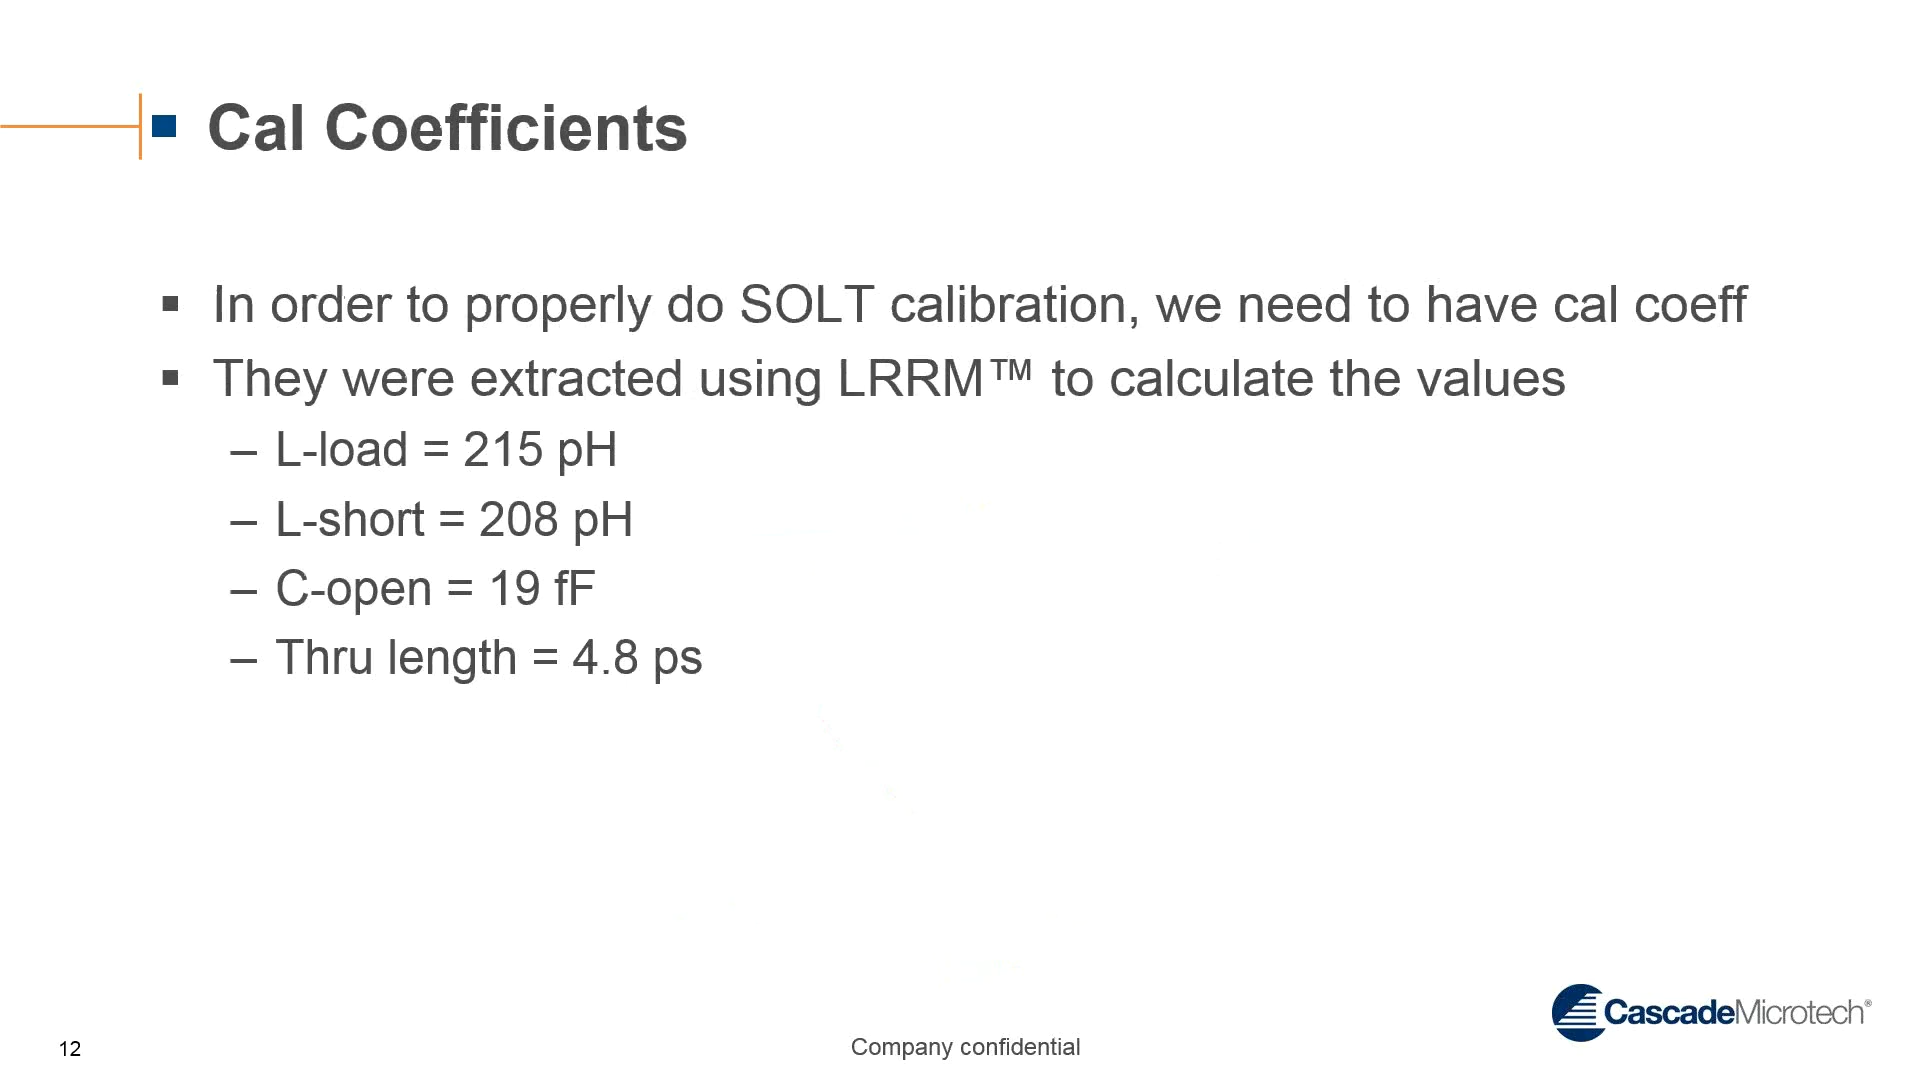 Cal Coefficients
▪ In order to properly do SOLT calibration, we need to have cal coeff
▪ They were extracted using LRRM™ to calculate the values
– L-load = 215 pH
– L-short = 208 pH
– C-open = 19 fF
– Thru length = 4.8 ps
CascadeMicrotech®
12
Company confidential